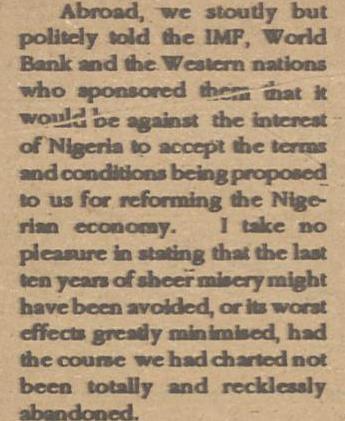 Abroad, we stoutly but
politely told the IMF, World
Bank and the Western nations
who sponsored them that it
would be against the interest
of Nigeria to accept the terms
and conditions being proposed
to us for reforming the Nige-
rian economy. I take no
pleasure in stating that the last
ten years of sheer misery might
have been avoided, or its worst
effects greatly minimised, had
the course we had charted not
been totally and recklessly
abandoned.